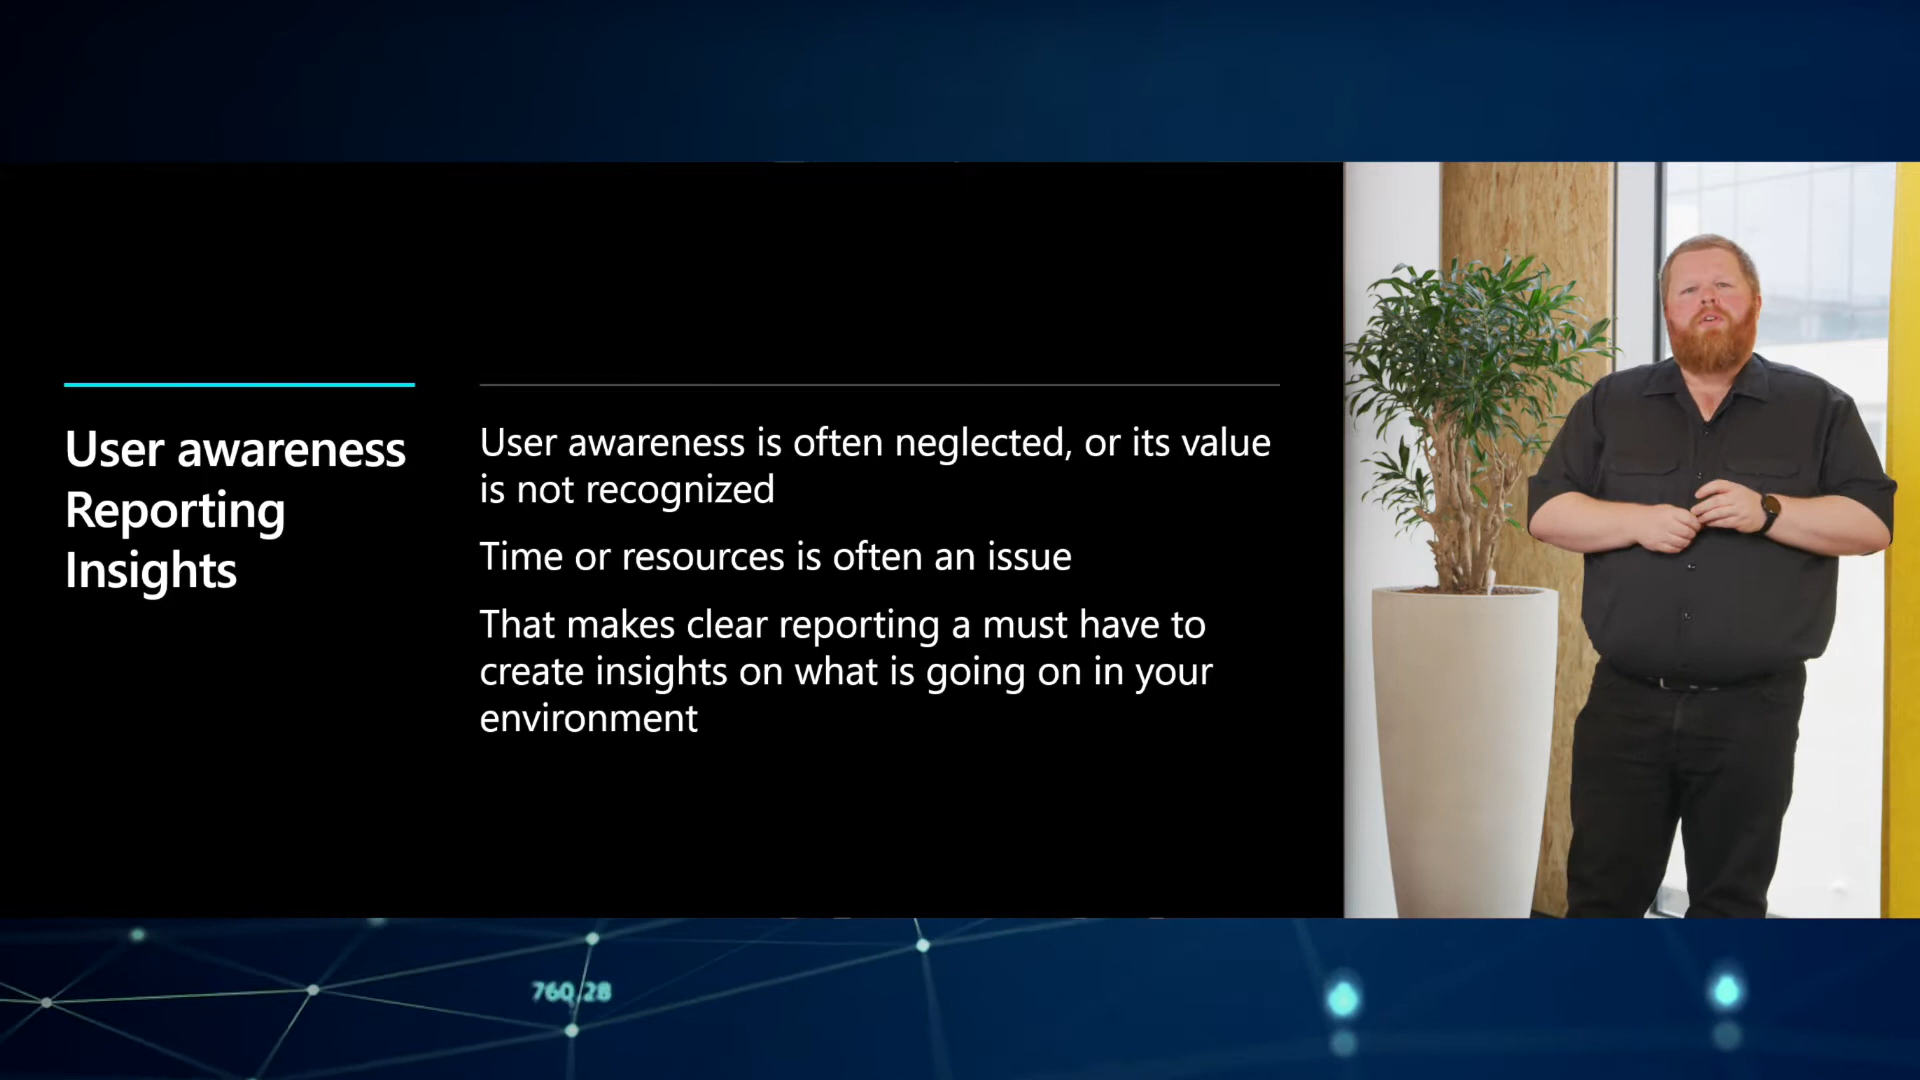 User awareness
Reporting
Insights
User awareness is often neglected, or its value
is not recognized
Time or resources is often an issue
That makes clear reporting a must have to
create insights on what is going on in your
environment
760,28